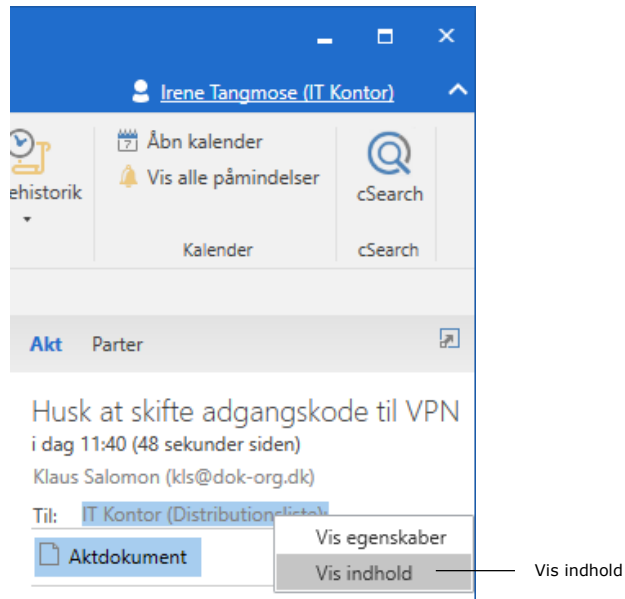 Irene Tangmose (IT Kontor)
ehistorik
7 Åbn kalender
Vis alle påmindelser
cSearch
Kalender
cSearch
Akt Parter
Husk at skifte adgangskode til VPN
i dag 11:40 (48 sekunder siden)
Klaus Salomon (kls@dok-org.dk)
Til: IT Kontor (Distributionsliste);
Vis egenskaber
Aktdokument
Vis indhold
Vis indhold